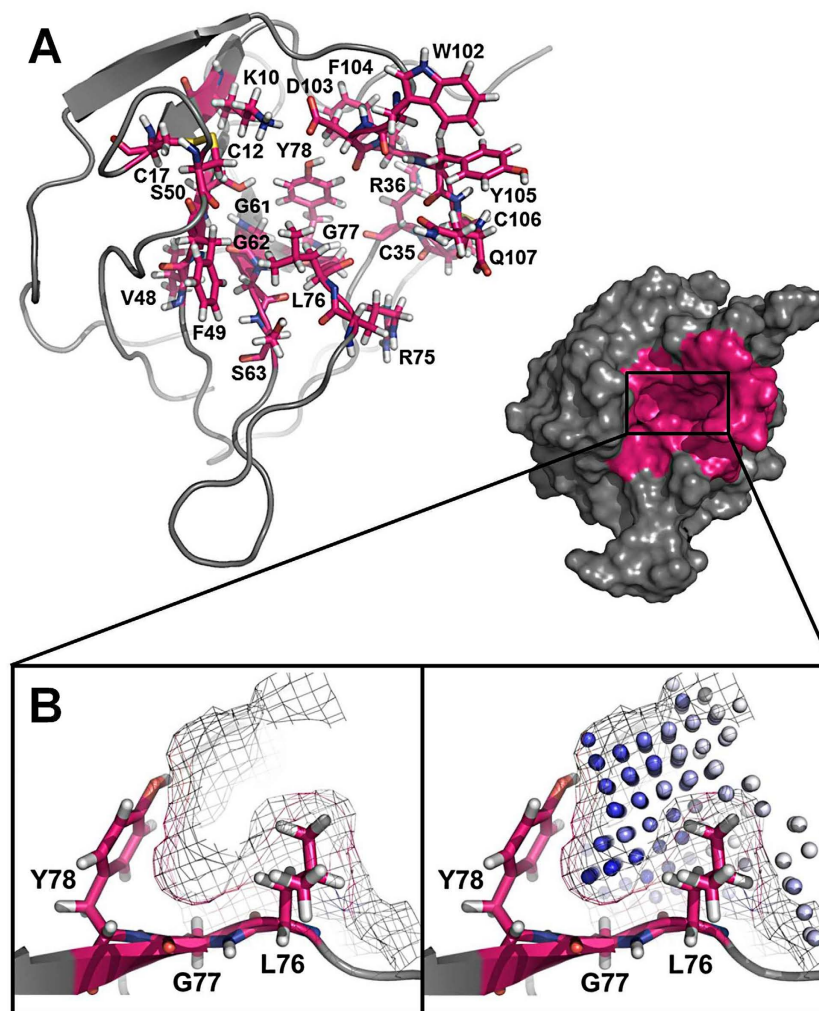 A
W102
F104
K10
D103
C12
Y78
C17
R36
Y105
S50
G61
C106
G77
G62
C35
Q107
V48
L76
F49
R75
S63
B
Y78
G77
L76
Y78
G77
L76